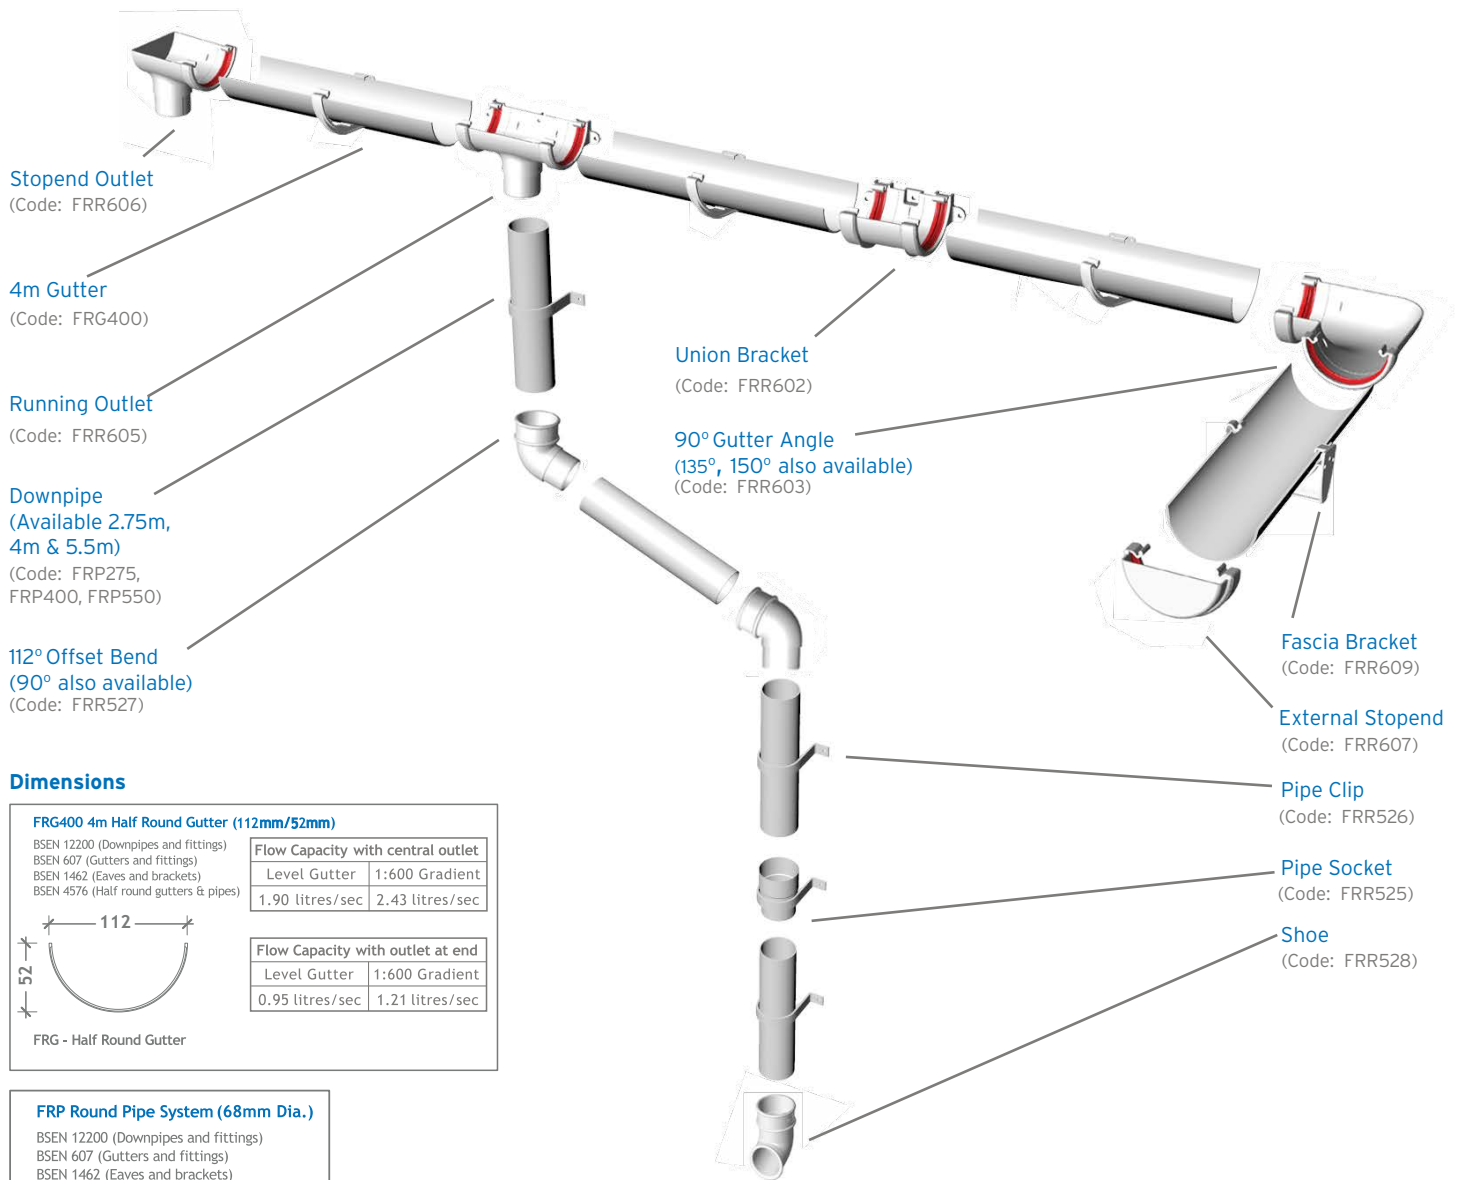 Stopend Outlet
(Code: FRR606)
4m Gutter
(Code: FRG400)
Running Outlet
(Code: FRR605)
Downpipe
(Available 2.75m,
4m & 5.5m)
(Code: FRP275,
FRP400, FRP550)
112º Offset Bend
(90º also available)
(Code: FRR527)
Union Bracket
(Code: FRR602)
90º Gutter Angle
(135º, 150º also available)
(Code: FRR603)
Fascia Bracket
(Code: FRR609)
External Stopend
(Code: FRR607)
Pipe Clip
(Code: FRR526)
Pipe Socket
(Code: FRR525)
Shoe
(Code: FRR528)
Dimensions
FRG400 4m Half Round Gutter (112mm/52mm)
BSEN 12200 (Downpipes and fittings)
BSEN 607 (Gutters and fittings)
BSEN 1462 (Eaves and brackets)
BSEN 4576 (Half round gutters & pipes)
Flow Capacity with central outlet
Level Gutter 1:600 Gradient
1.90 litres/sec 2.43 litres/sec
112
52
Flow Capacity with outlet at end
Level Gutter 1:600 Gradient
0.95 litres/sec 1.21 litres/sec
FRG - Half Round Gutter
FRP Round Pipe System (68mm Dia.)
BSEN 12200 (Downpipes and fittings)
BSEN 607 (Gutters and fittings)
BSEN 1462 (Eaves and brackets)